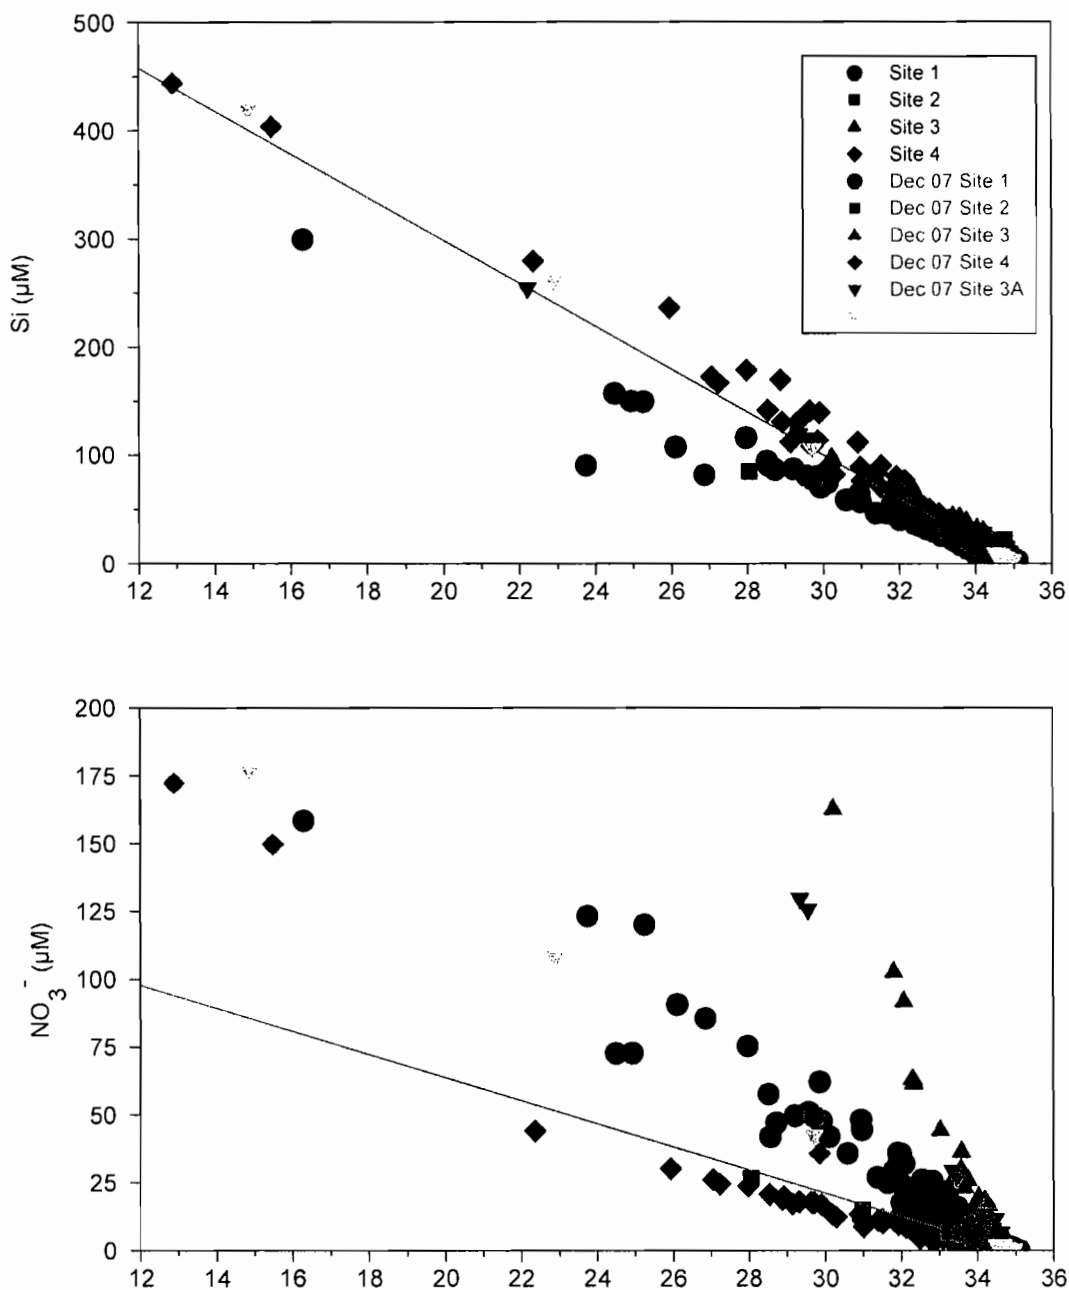 500
400
300
200
100
0
Si (µM)
Site 1
Site 2
Site 3
Site 4
Dec 07 Site 1
Dec 07 Site 2
Dec 07 Site 3
Dec 07 Site 4
Dec 07 Site 3A
12 14 16 18 20 22 24 26 28 30 32 34 36
200
175
150
125
100
75
50
25
0
NO3- (µM)
12 14 16 18 20 22 24 26 28 30 32 34 36